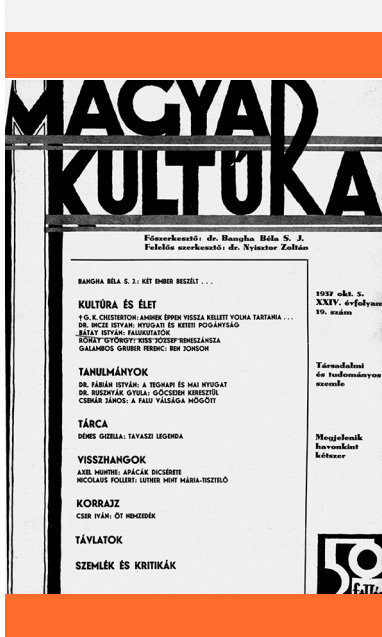 MAGYAR
KULTÚRA
Főszerkesztő: dr. Bangha Béla S. J.
Felelős szerkesztő: dr. Nyisztor Zoltán
BANGHA BÉLA S. J.: KÉT EMBER BESZÉLT . . .
KULTÚRA ÉS ÉLET
† G. K. CHESTERTON: AMINEK ÉPPEN VISSZA KELLETT VOLNA TARTANIA . . .
DR. INCZE ISTVÁN: NYUGATI ÉS KELETI POGÁNYSÁG
BÁTAY ISTVÁN: FALUKUTATÓK
RÓNAY GYÖRGY: KISS JÓZSEF RENESZÁNSZA
GALAMBOS GRUBER FERENC: BEN JONSON
TANULMÁNYOK
DR. FÁBIÁN ISTVÁN: A TEGNAPI ÉS MAI NYUGAT
DR. RUSZNYÁK GYULA: GÖCSEJEN KERESZTÜL
CSENÁR JÁNOS: A FALU VÁLSÁGA MÖGÖTT
TÁRCA
DÉNES GIZELLA: TAVASZI LEGENDA
VISSZHANGOK
AXEL MUNTHE: APÁCÁK DICSÉRETE
NICOLAUS FOLLERT: LUTHER MINT MÁRIA-TISZTELŐ
KORRAJZ
CSER IVÁN: ÖT NEMZEDÉK
TÁVLATOK
SZEMLÉK ÉS KRITIKÁK
1937 okt. 5.
XXIV. évfolyam
19. szám
Társadalmi
és tudományos
szemle
Megjelenik
havonkint
kétszer
50